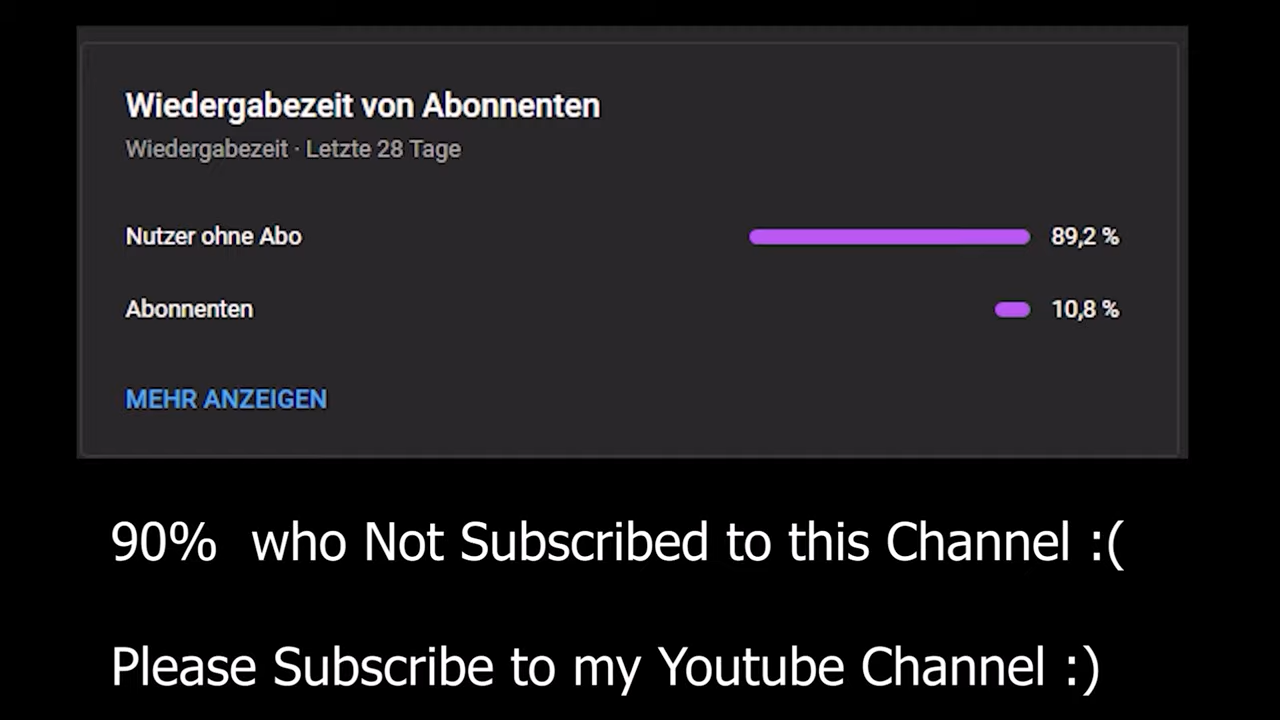 Wiedergabezeit von Abonnenten
Wiedergabezeit · Letzte 28 Tage
Nutzer ohne Abo 89,2 %
Abonnenten 10,8 %
MEHR ANZEIGEN
90% who Not Subscribed to this Channel :(
Please Subscribe to my Youtube Channel :)